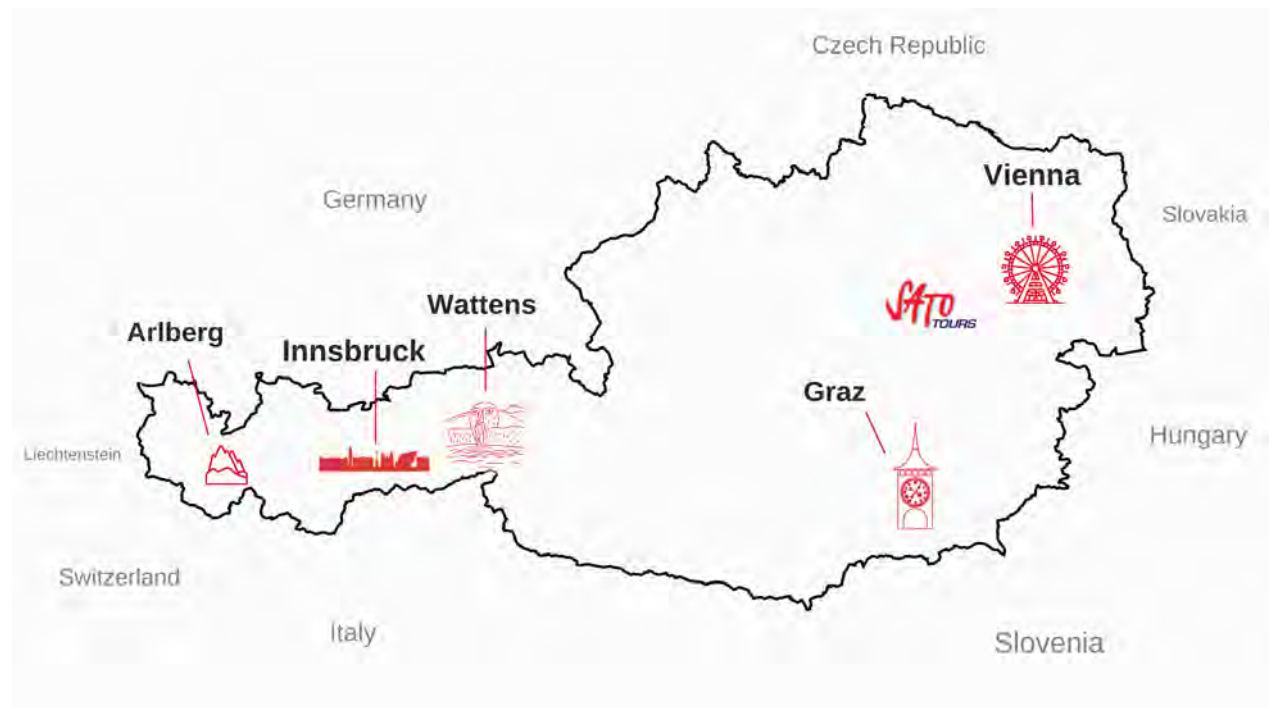 Czech Republic
Vienna
Germany
Slovakia
Wattens
SATO
TOURS
Arlberg
Innsbruck
Graz
Hungary
Liechtenstein
Switzerland
Italy
Slovenia